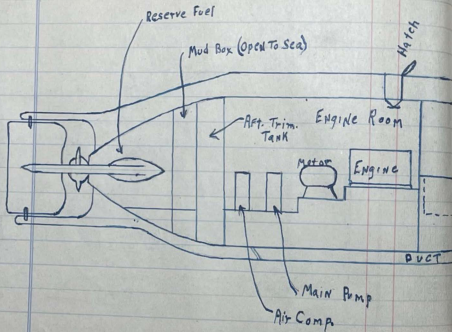 Reserve Fuel
Mud Box (Open To Sea)
Hatch
Aft. Trim.
Tank
Engine Room
Motor
Engine
Duct
Main Pump
Air Comp.